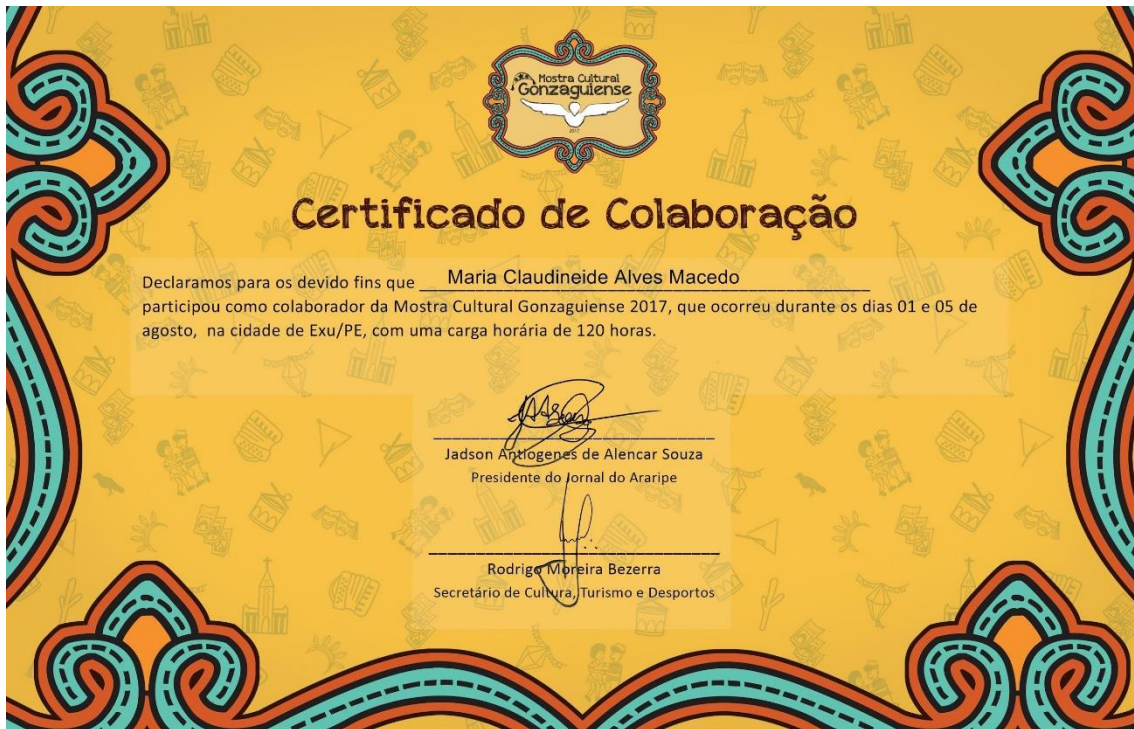 Mostra Cultural
Gonzaguiense
2017
Certificado de Colaboração
Declaramos para os devido fins que Maria Claudineide Alves Macedo
participou como colaborador da Mostra Cultural Gonzaguiense 2017, que ocorreu durante os dias 01 e 05 de
agosto, na cidade de Exu/PE, com uma carga horária de 120 horas.
Jadson Antiogenes de Alencar Souza
Presidente do Jornal do Araripe
Rodrigo Moreira Bezerra
Secretário de Cultura, Turismo e Desportos